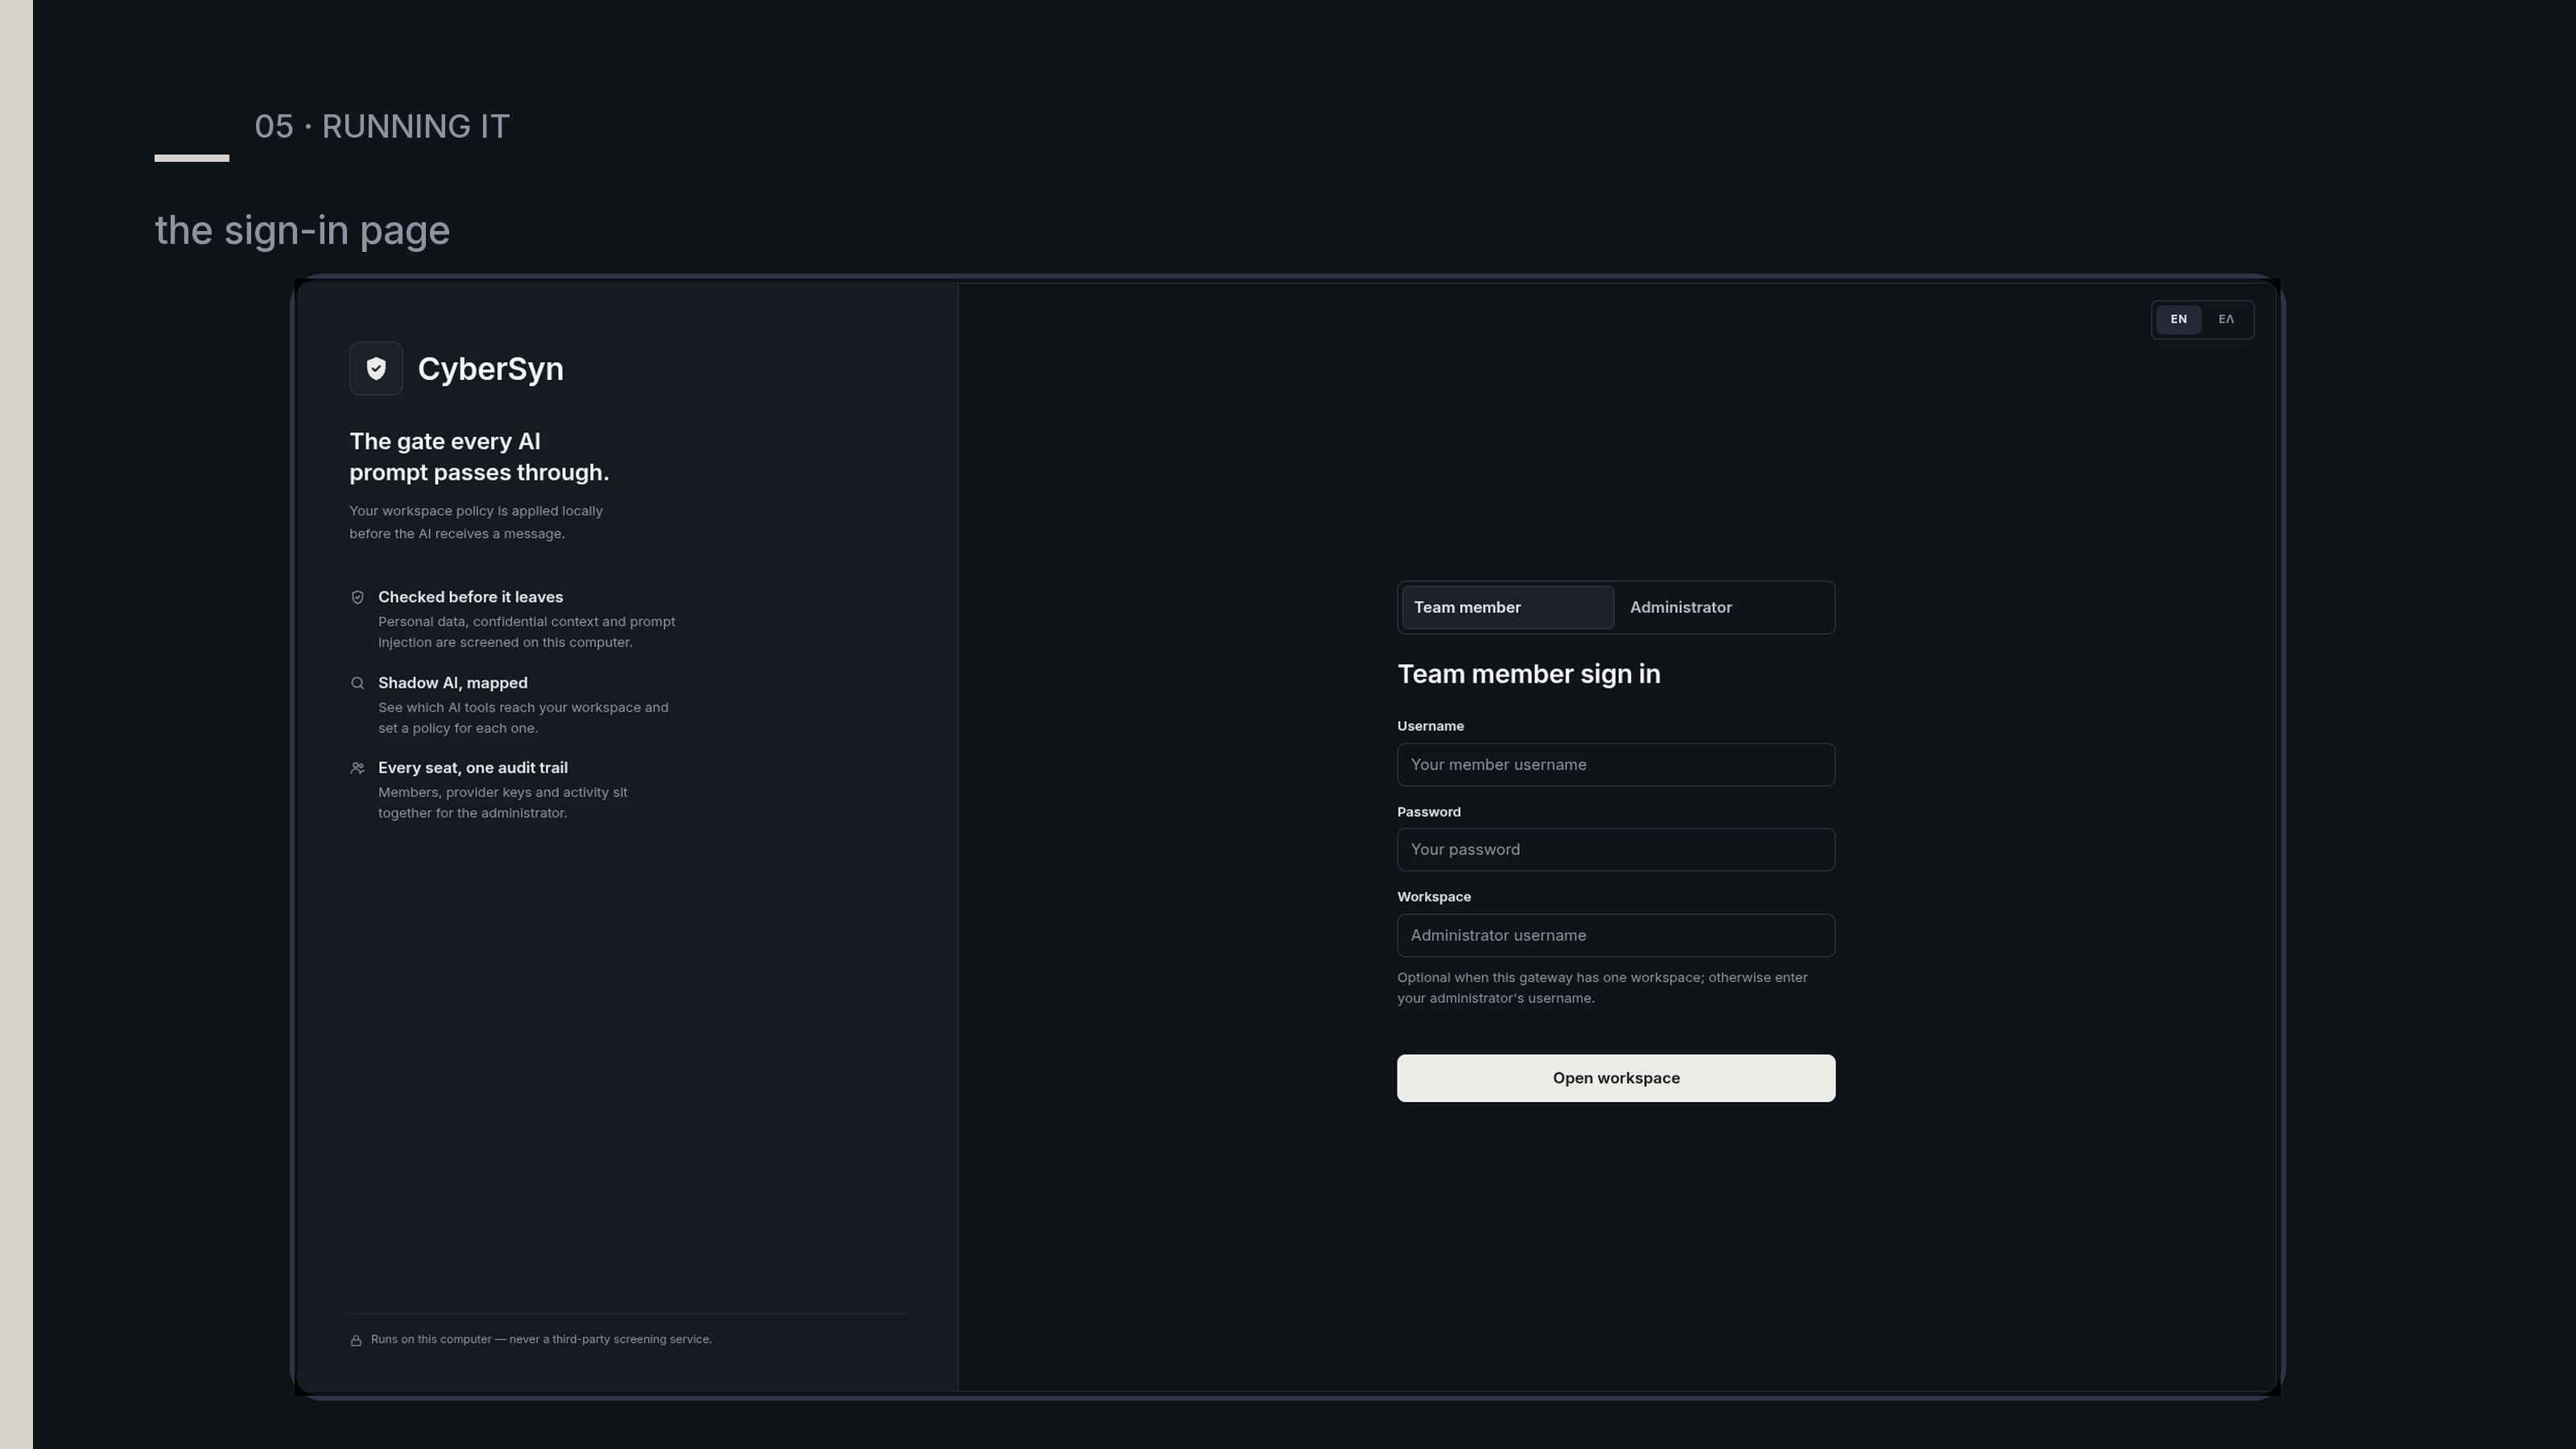 05 · RUNNING IT
the sign-in page
EN
ΕΛ
CyberSyn
The gate every AI
prompt passes through.
Your workspace policy is applied locally
before the AI receives a message.
Checked before it leaves
Personal data, confidential context and prompt
injection are screened on this computer.
Shadow AI, mapped
See which AI tools reach your workspace and
set a policy for each one.
Every seat, one audit trail
Members, provider keys and activity sit
together for the administrator.
Runs on this computer — never a third-party screening service.
Team member
Administrator
Team member sign in
Username
Your member username
Password
Your password
Workspace
Administrator username
Optional when this gateway has one workspace; otherwise enter
your administrator's username.
Open workspace